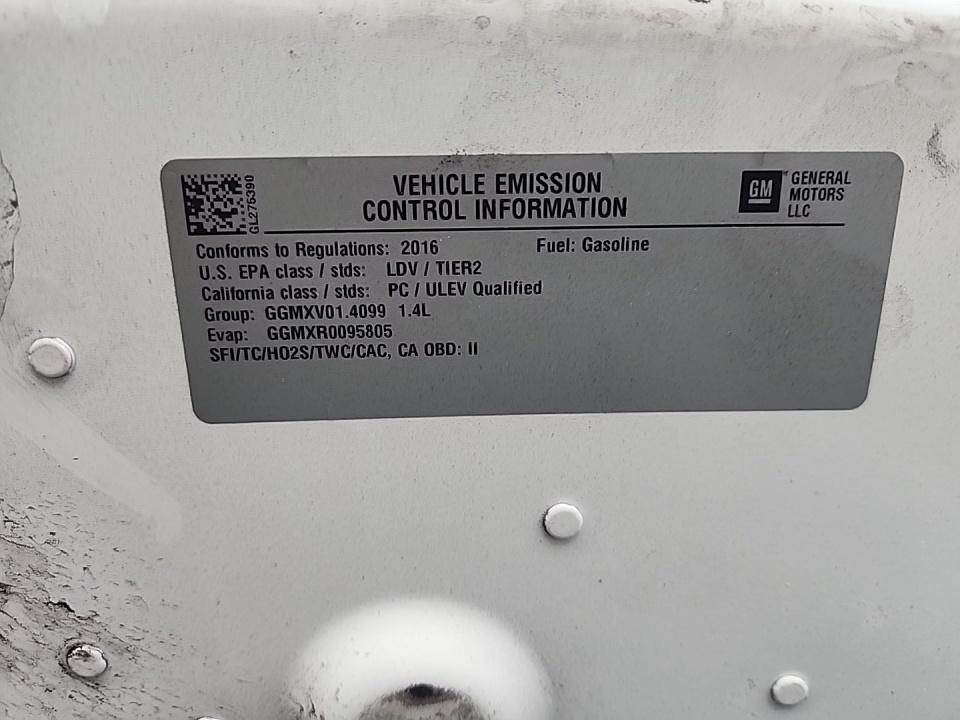 GL275390
VEHICLE EMISSION
CONTROL INFORMATION
GM
GENERAL
MOTORS
LLC
Conforms to Regulations: 2016 Fuel: Gasoline
U.S. EPA class / stds: LDV / TIER2
California class / stds: PC / ULEV Qualified
Group: GGMXV01.4099 1.4L
Evap: GGMXR0095805
SFI/TC/HO2S/TWC/CAC, CA OBD: II